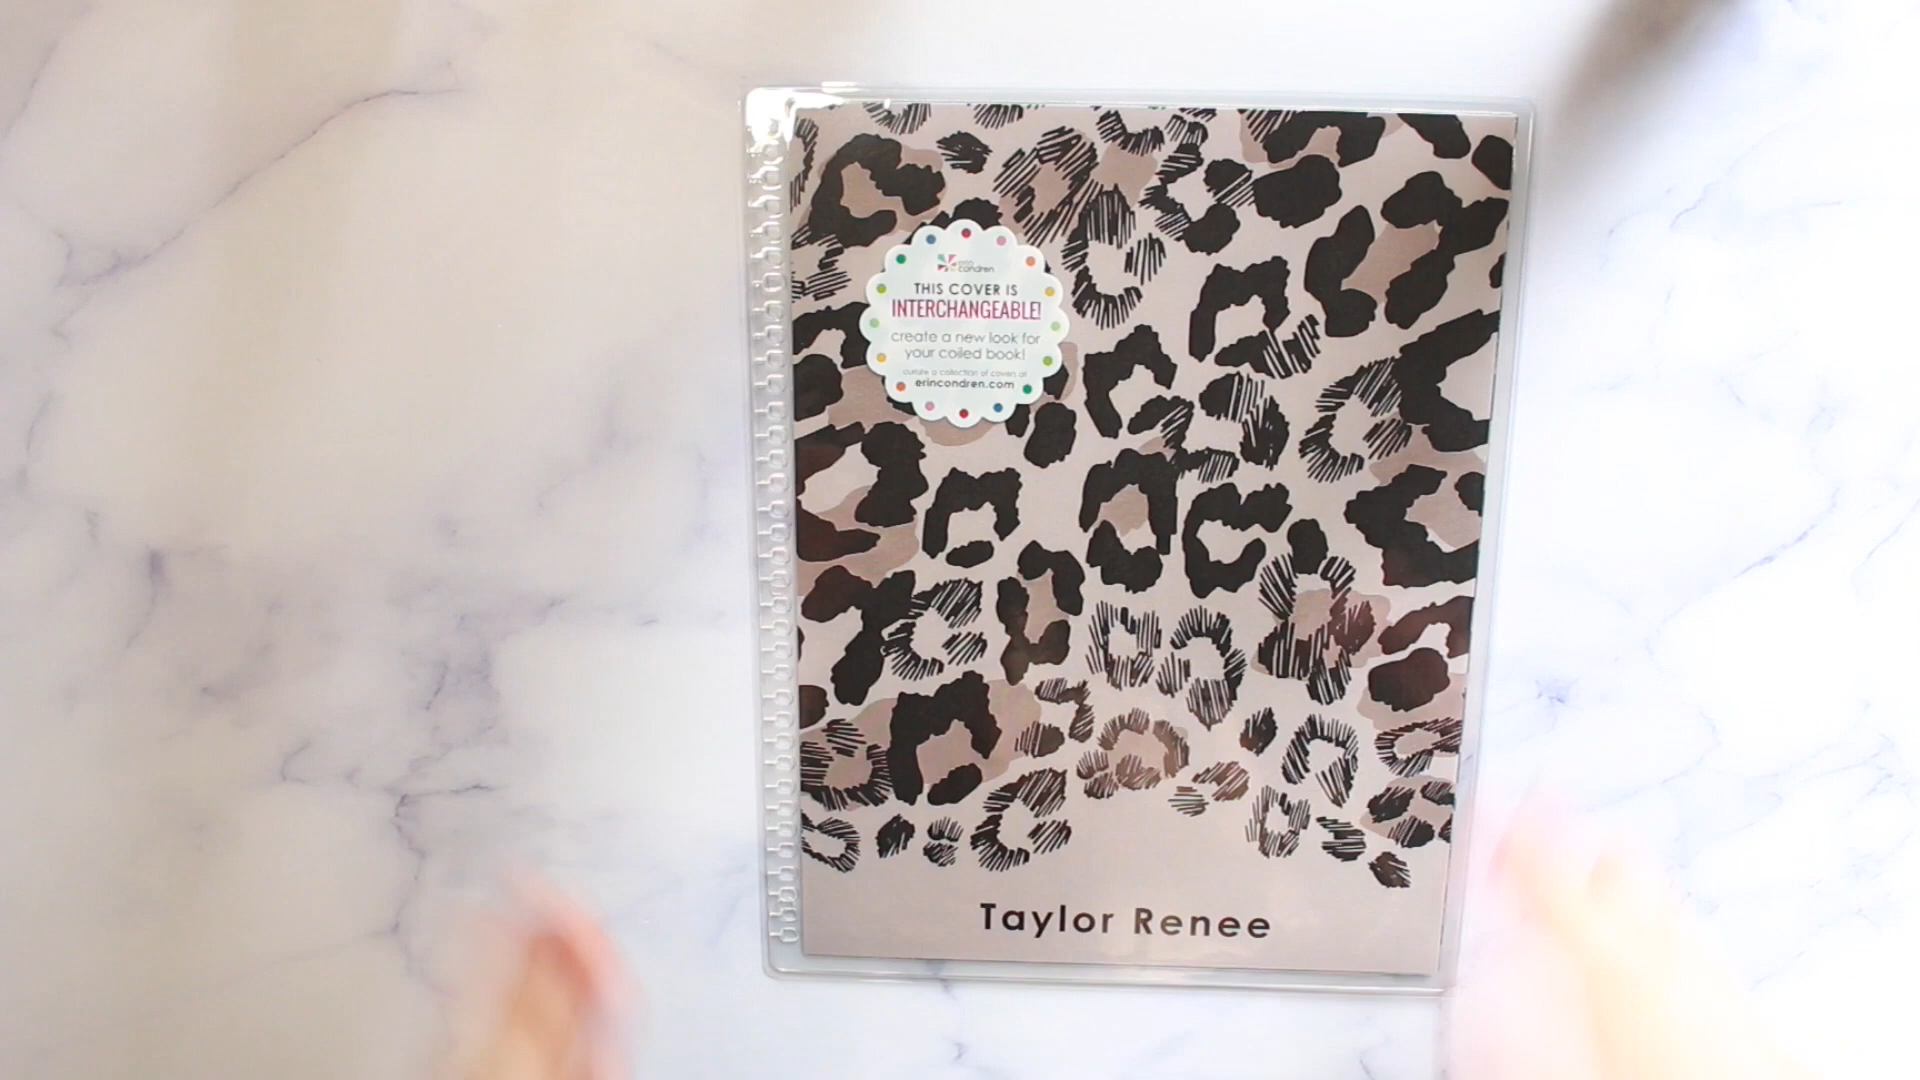 erin
condren
THIS COVER IS
INTERCHANGEABLE!
create a new look for
your coiled book!
curate a collection of covers at
erincondren.com
Taylor Renee